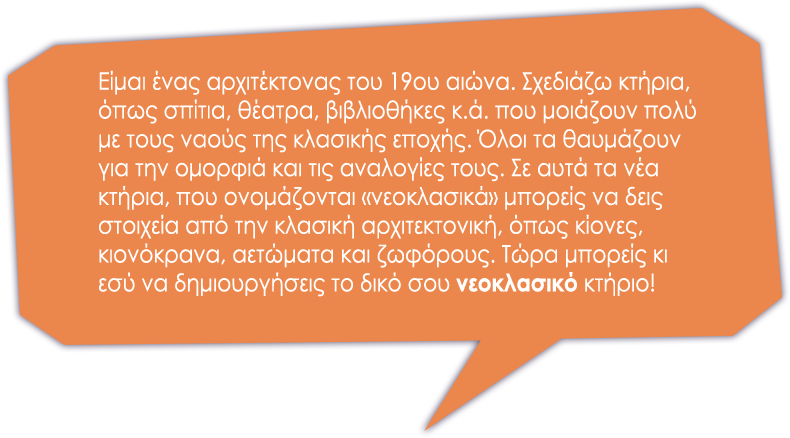 Είμαι ένας αρχιτέκτονας του 19ου αιώνα. Σχεδιάζω κτήρια,
όπως σπίτια, θέατρα, βιβλιοθήκες κ.ά. που μοιάζουν πολύ
με τους ναούς της κλασικής εποχής. Όλοι τα θαυμάζουν
για την ομορφιά και τις αναλογίες τους. Σε αυτά τα νέα
κτήρια, που ονομάζονται «νεοκλασικά» μπορείς να δεις
στοιχεία από την κλασική αρχιτεκτονική, όπως κίονες,
κιονόκρανα, αετώματα και ζωφόρους. Τώρα μπορείς κι
εσύ να δημιουργήσεις το δικό σου νεοκλασικό κτήριο!